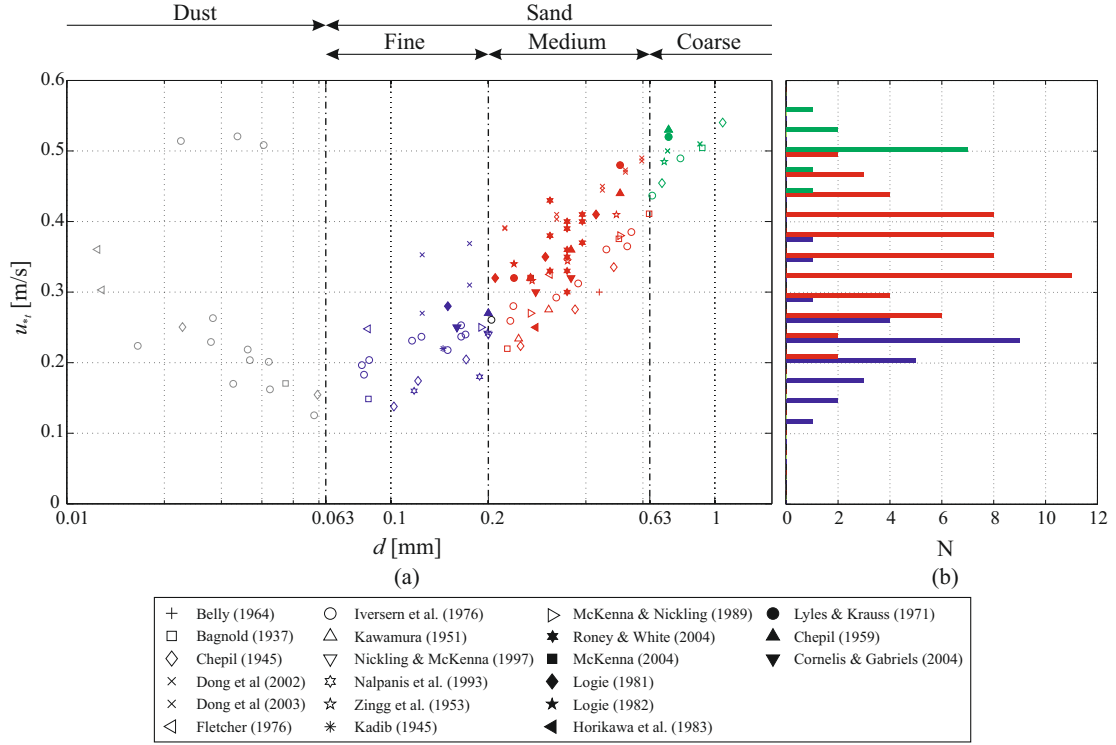 Dust Sand
Fine Medium Coarse
0.6
0.5
0.4
0.3
0.2
0.1
0
u*t [m/s]
0.01 0.063 0.1 0.2 0.63 1
d [mm]
(a)
0 2 4 6 8 10 12
N
(b)
Belly (1964)
Bagnold (1937)
Chepil (1945)
Dong et al (2002)
Dong et al (2003)
Fletcher (1976)
Iversern et al. (1976)
Kawamura (1951)
Nickling & McKenna (1997)
Nalpanis et al. (1993)
Zingg et al. (1953)
Kadib (1945)
McKenna & Nickling (1989)
Roney & White (2004)
McKenna (2004)
Logie (1981)
Logie (1982)
Horikawa et al. (1983)
Lyles & Krauss (1971)
Chepil (1959)
Cornelis & Gabriels (2004)